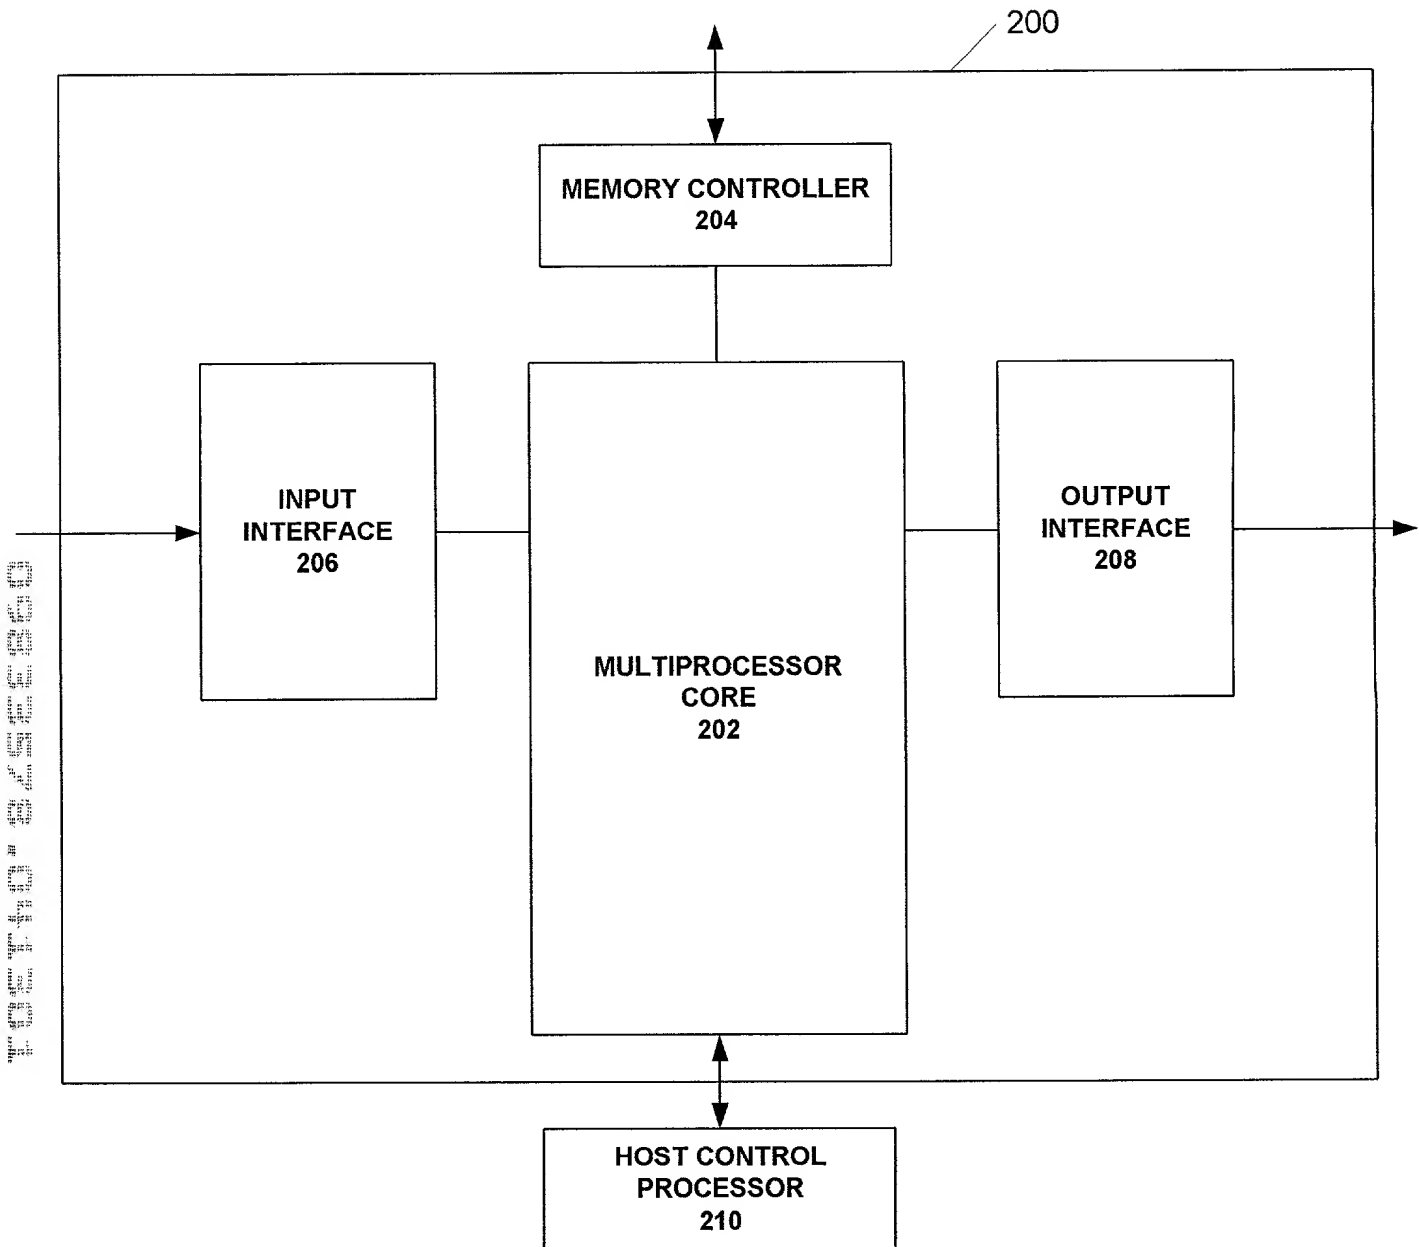 200
MEMORY CONTROLLER
204
INPUT
INTERFACE
206
OUTPUT
INTERFACE
208
MULTIPROCESSOR
CORE
202
HOST CONTROL
PROCESSOR
210